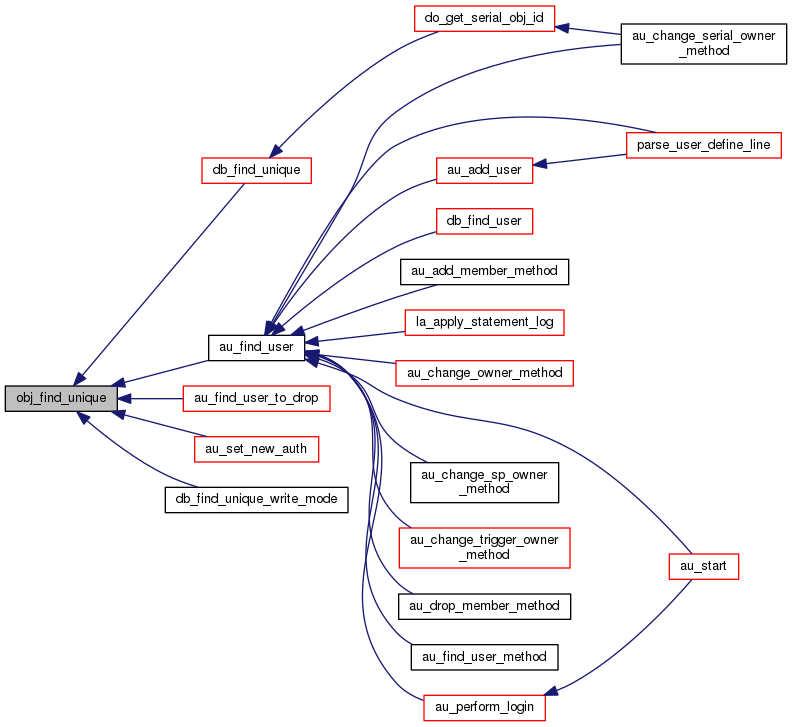 do_get_serial_obj_id
au_change_serial_owner
_method
parse_user_define_line
db_find_unique
au_add_user
db_find_user
au_add_member_method
la_apply_statement_log
au_find_user
au_change_owner_method
obj_find_unique
au_find_user_to_drop
au_set_new_auth
db_find_unique_write_mode
au_change_sp_owner
_method
au_change_trigger_owner
_method
au_start
au_drop_member_method
au_find_user_method
au_perform_login